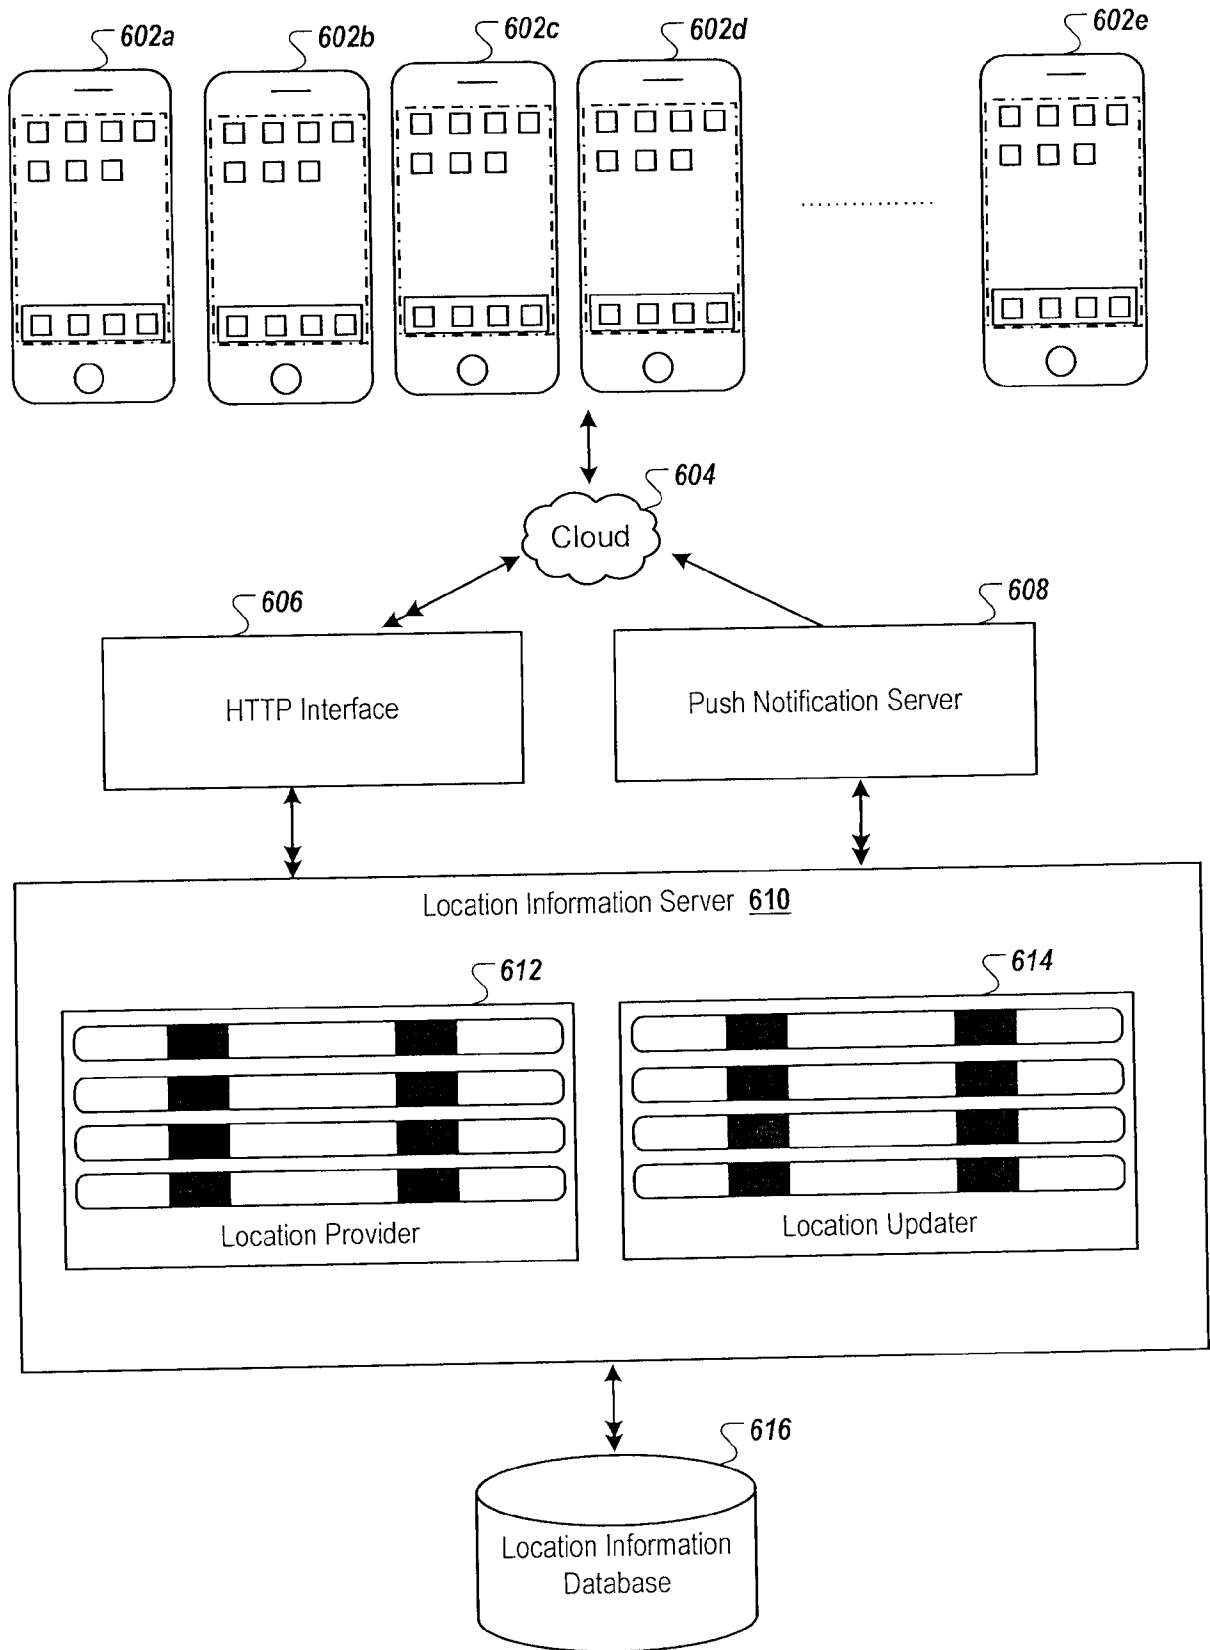 602a
602b
602c
602d
602e
604
Cloud
606
608
HTTP Interface
Push Notification Server
Location Information Server 610
612
614
Location Provider
Location Updater
616
Location Information
Database